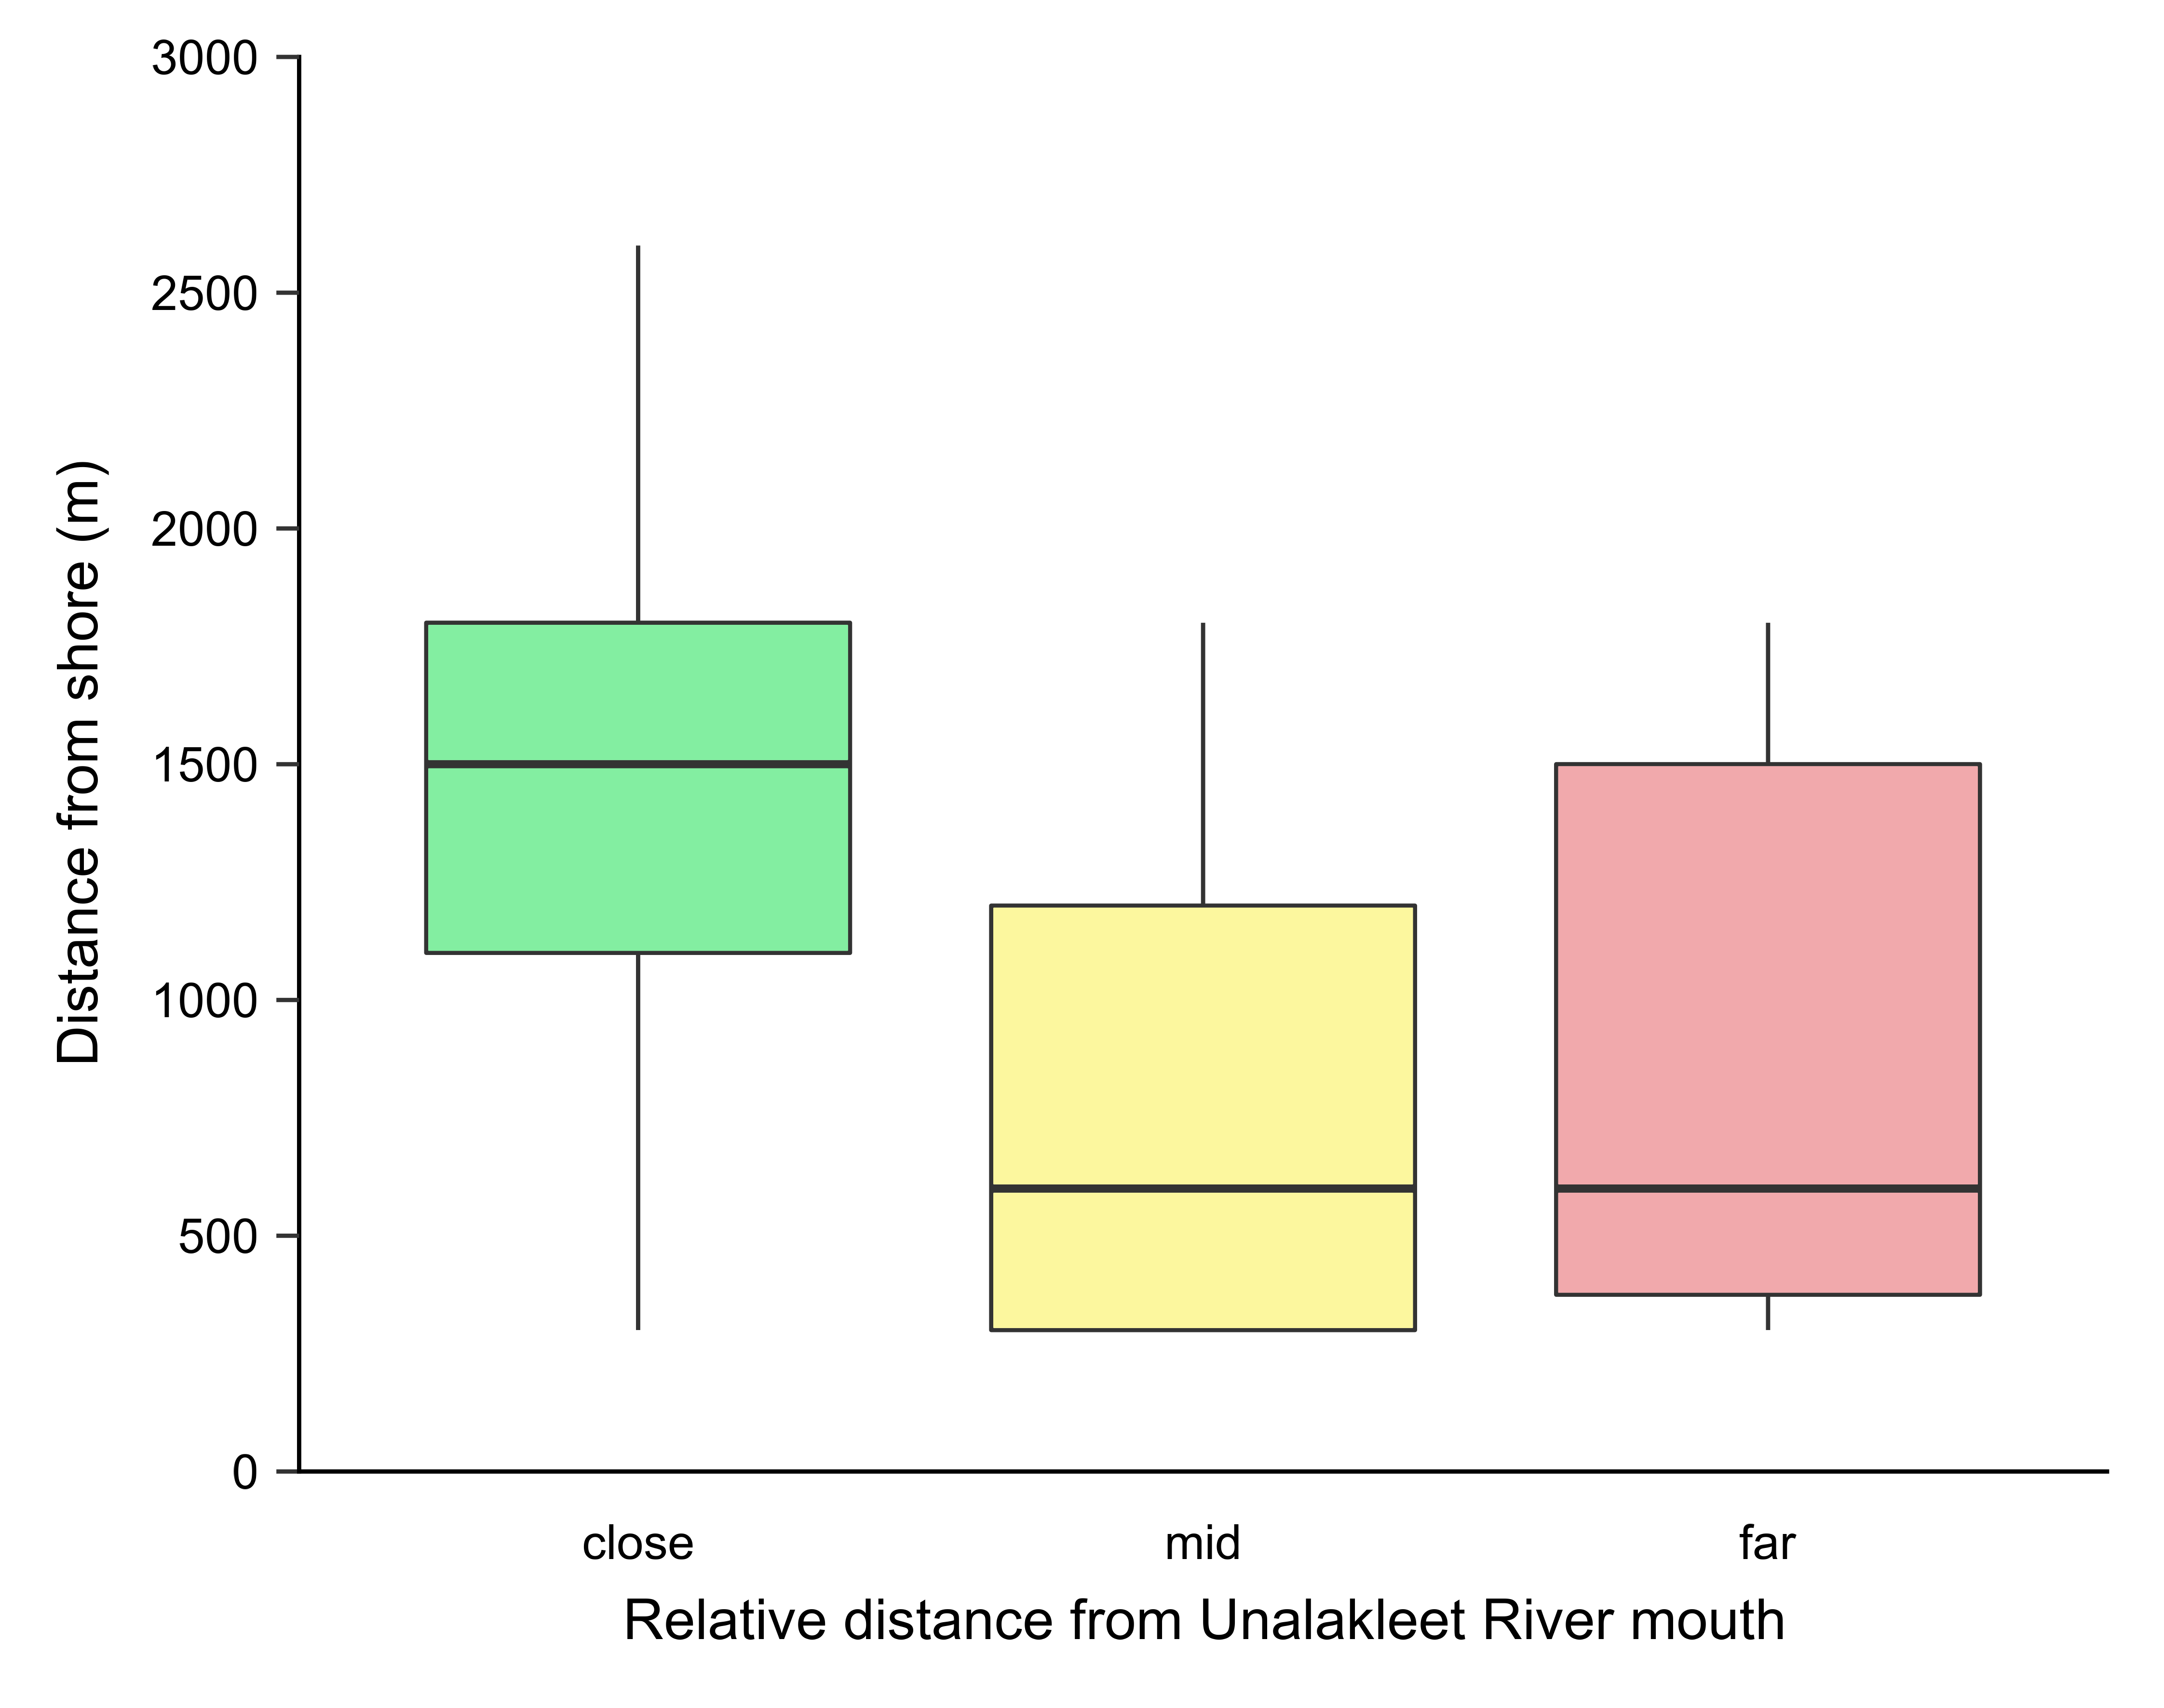 3000
2500
2000
1500
1000
500
0
Distance from shore (m)
close mid far
Relative distance from Unalakleet River mouth